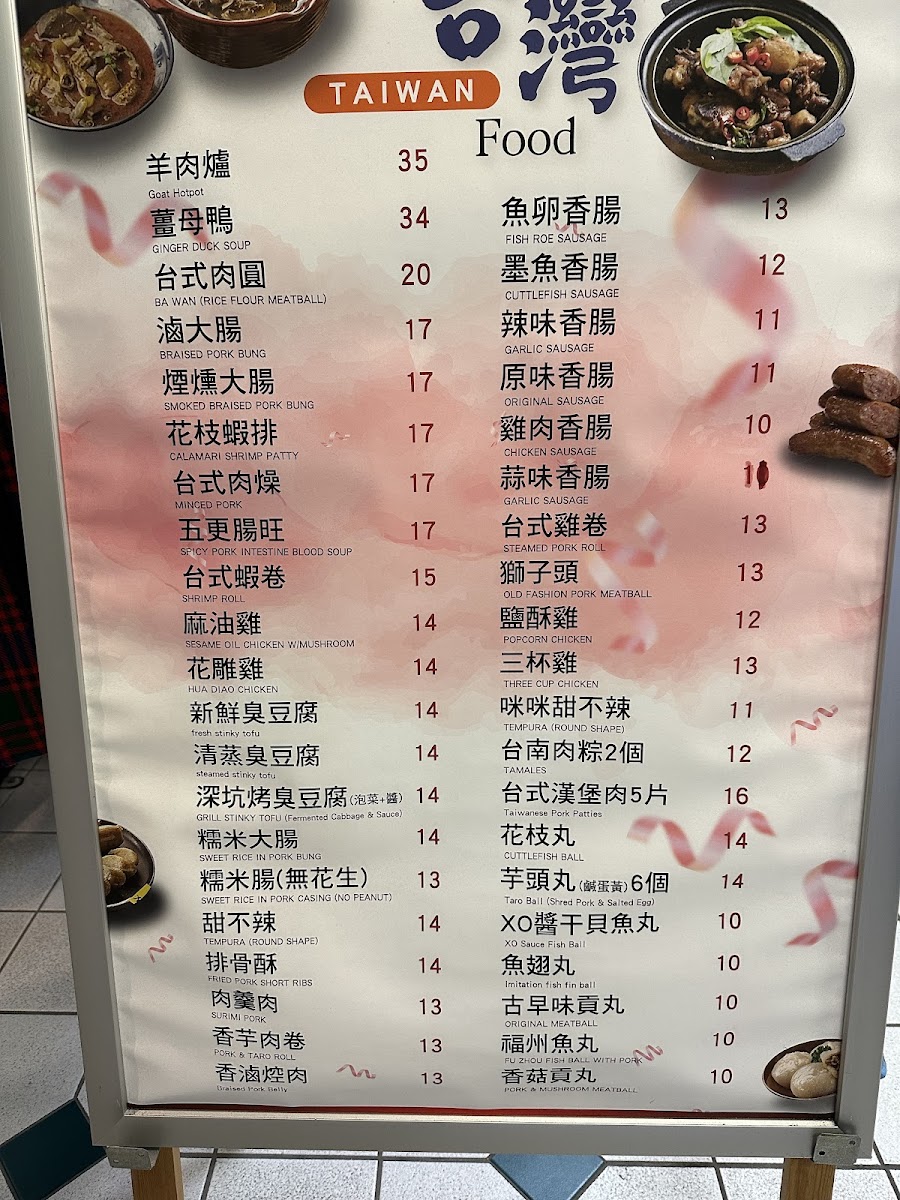 台灣
TAIWAN
Food
羊肉爐 35
Goat Hotpot
薑母鴨 34
GINGER DUCK SOUP
台式肉圓 20
BA WAN (RICE FLOUR MEATBALL)
滷大腸 17
BRAISED PORK BUNG
煙燻大腸 17
SMOKED BRAISED PORK BUNG
花枝蝦排 17
CALAMARI SHRIMP PATTY
台式肉燥 17
MINCED PORK
五更腸旺 17
SPICY PORK INTESTINE BLOOD SOUP
台式蝦卷 15
SHRIMP ROLL
麻油雞 14
SESAME OIL CHICKEN W/MUSHROOM
花雕雞 14
HUA DIAO CHICKEN
新鮮臭豆腐 14
fresh stinky tofu
清蒸臭豆腐 14
steamed stinky tofu
深坑烤臭豆腐(泡菜+醬) 14
GRILL STINKY TOFU (Fermented Cabbage & Sauce)
糯米大腸 14
SWEET RICE IN PORK BUNG
糯米腸(無花生) 13
SWEET RICE IN PORK CASING (NO PEANUT)
甜不辣 14
TEMPURA (ROUND SHAPE)
排骨酥 14
FRIED PORK SHORT RIBS
肉羹肉 13
SURIMI PORK
香芋肉卷 13
PORK & TARO ROLL
香滷焢肉 13
Braised Pork Belly
魚卵香腸 13
FISH ROE SAUSAGE
墨魚香腸 12
CUTTLEFISH SAUSAGE
辣味香腸 11
GARLIC SAUSAGE
原味香腸 11
ORIGINAL SAUSAGE
雞肉香腸 10
CHICKEN SAUSAGE
蒜味香腸
GARLIC SAUSAGE
台式雞卷 13
STEAMED PORK ROLL
獅子頭 13
OLD FASHION PORK MEATBALL
鹽酥雞 12
POPCORN CHICKEN
三杯雞 13
THREE CUP CHICKEN
咪咪甜不辣 11
TEMPURA (ROUND SHAPE)
台南肉粽2個 12
TAMALES
台式漢堡肉5片 16
Taiwanese Pork Patties
花枝丸 14
CUTTLEFISH BALL
芋頭丸(鹹蛋黃)6個 14
Taro Ball (Shred Pork & Salted Egg)
XO醬干貝魚丸 10
XO Sauce Fish Ball
魚翅丸 10
Imitation fish fin ball
古早味貢丸 10
ORIGINAL MEATBALL
福州魚丸 10
FU ZHOU FISH BALL WITH PORK
香菇貢丸 10
PORK & MUSHROOM MEATBALL